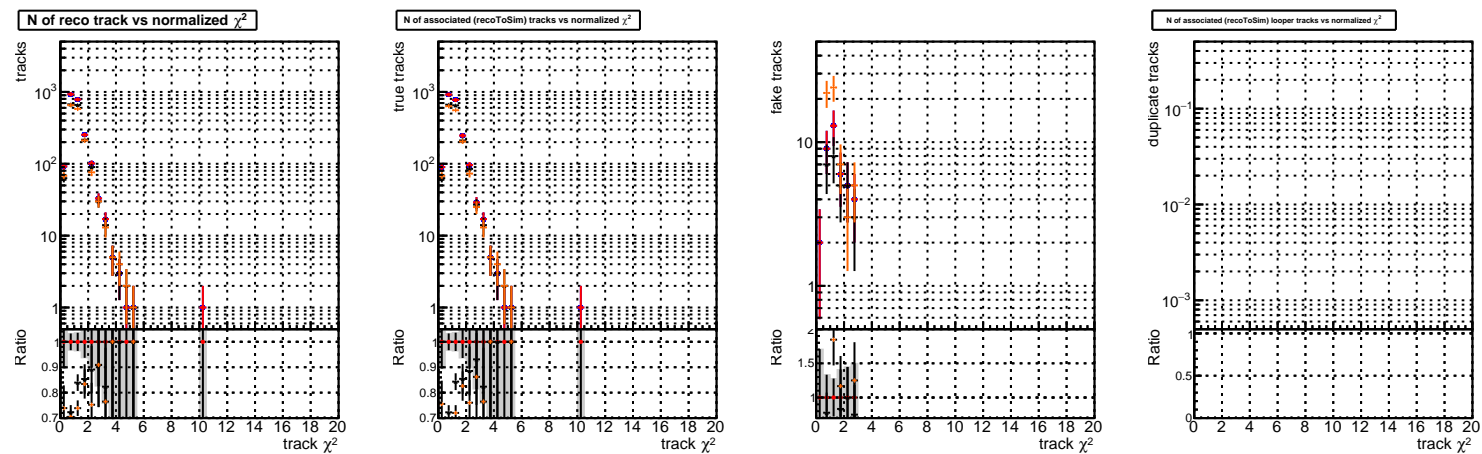 N of reco track vs normalized χ²
tracks
10³
10²
10
1
Ratio
1
0.9
0.8
0.7
0 2 4 6 8 10 12 14 16 18 20
track χ²
N of associated (recoToSim) tracks vs normalized χ²
true tracks
10³
10²
10
1
Ratio
1
0.9
0.8
0.7
0 2 4 6 8 10 12 14 16 18 20
track χ²
fake tracks
10
1
Ratio
2
1.5
1
0 2 4 6 8 10 12 14 16 18 20
track χ²
N of associated (recoToSim) looper tracks vs normalized χ²
duplicate tracks
10⁻¹
10⁻²
10⁻³
Ratio
1
0.5
0
0 2 4 6 8 10 12 14 16 18 20
track χ²